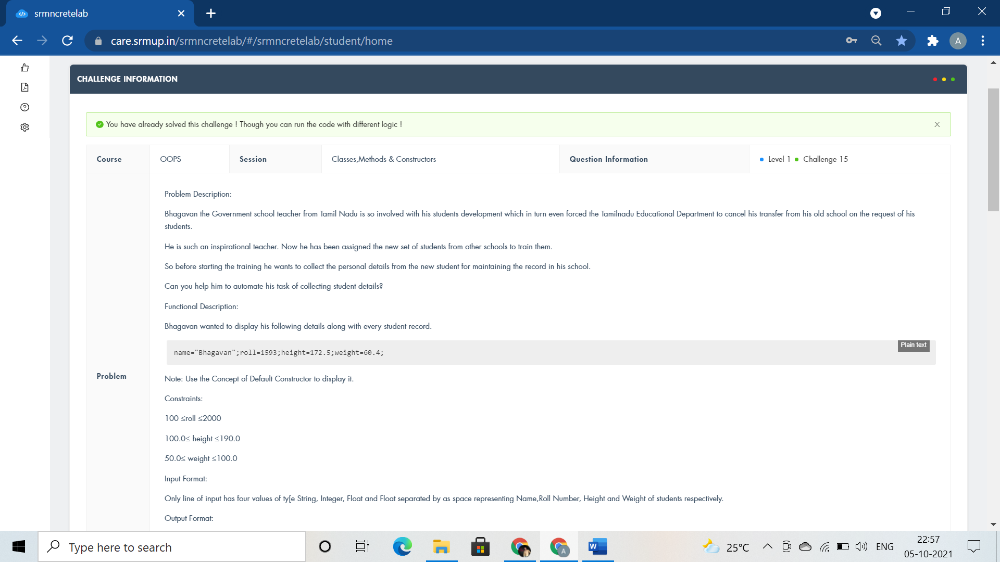 srmncretelab
care.srmup.in/srmncretelab/#/srmncretelab/student/home
A
CHALLENGE INFORMATION
You have already solved this challenge ! Though you can run the code with different logic !
Course OOPS Session Classes,Methods & Constructors Question Information Level 1 Challenge 15
Problem
Problem Description:
Bhagavan the Government school teacher from Tamil Nadu is so involved with his students development which in turn even forced the Tamilnadu Educational Department to cancel his transfer from his old school on the request of his
students.
He is such an inspirational teacher. Now he has been assigned the new set of students from other schools to train them.
So before starting the training he wants to collect the personal details from the new student for maintaining the record in his school.
Can you help him to automate his task of collecting student details?
Functional Description:
Bhagavan wanted to display his following details along with every student record.
Plain text
name="Bhagavan";roll=1593;height=172.5;weight=60.4;
Note: Use the Concept of Default Constructor to display it.
Constraints:
100 ≤roll ≤2000
100.0≤ height ≤190.0
50.0≤ weight ≤100.0
Input Format:
Only line of input has four values of ty[e String, Integer, Float and Float separated by as space representing Name,Roll Number, Height and Weight of students respectively.
Output Format:
Type here to search
A
W
25°C
ENG
22:57
05-10-2021